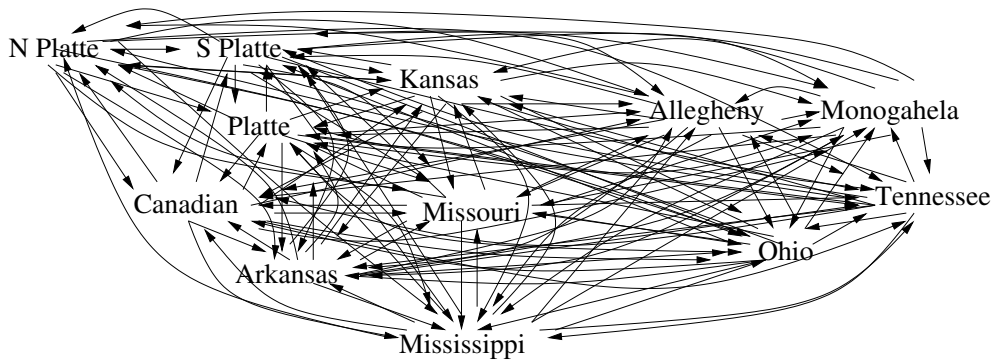 N Platte
S Platte
Kansas
Allegheny
Monogahela
Platte
Canadian
Missouri
Tennessee
Ohio
Arkansas
Mississippi